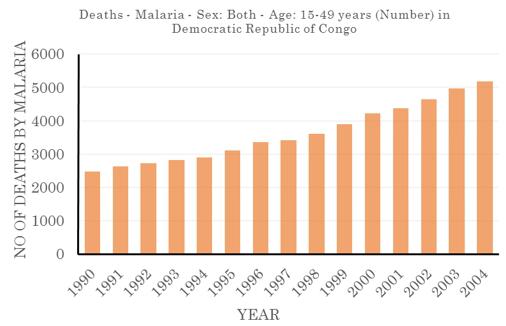 Deaths - Malaria - Sex: Both - Age: 15-49 years (Number) in
Democratic Republic of Congo
NO OF DEATHS BY MALARIA
6000
5000
4000
3000
2000
1000
0
1990 1991 1992 1993 1994 1995 1996 1997 1998 1999 2000 2001 2002 2003 2004
YEAR